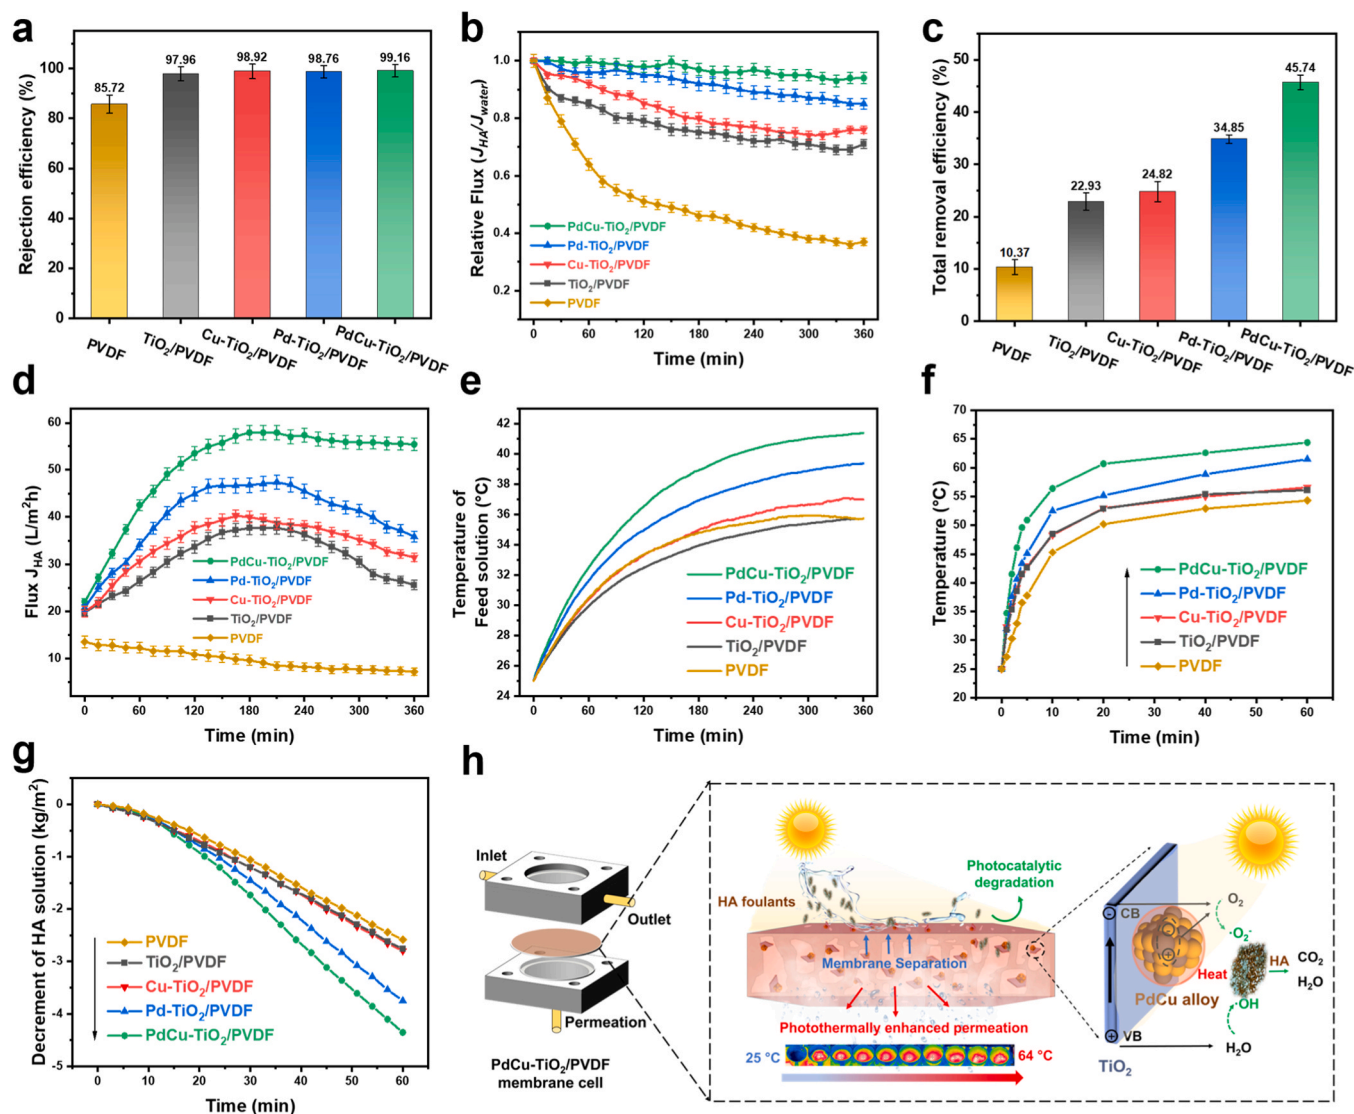 a
Rejection efficiency (%)
120
100
80
60
40
20
0
85.72
97.96
98.92
98.76
99.16
PVDF
TiO₂/PVDF
Cu-TiO₂/PVDF
Pd-TiO₂/PVDF
PdCu-TiO₂/PVDF
b
Relative Flux (J_HA/J_water)
1.0
0.8
0.6
0.4
0.2
PdCu-TiO₂/PVDF
Pd-TiO₂/PVDF
Cu-TiO₂/PVDF
TiO₂/PVDF
PVDF
0 60 120 180 240 300 360
Time (min)
c
Total removal efficiency (%)
50
40
30
20
10
0
10.37
22.93
24.82
34.85
45.74
PVDF
TiO₂/PVDF
Cu-TiO₂/PVDF
Pd-TiO₂/PVDF
PdCu-TiO₂/PVDF
d
Flux J_HA (L/m²h)
60
50
40
30
20
10
PdCu-TiO₂/PVDF
Pd-TiO₂/PVDF
Cu-TiO₂/PVDF
TiO₂/PVDF
PVDF
0 60 120 180 240 300 360
Time (min)
e
Temperature of
Feed solution (°C)
42
40
38
36
34
32
30
28
26
24
PdCu-TiO₂/PVDF
Pd-TiO₂/PVDF
Cu-TiO₂/PVDF
TiO₂/PVDF
PVDF
0 60 120 180 240 300 360
Time (min)
f
Temperature (°C)
70
65
60
55
50
45
40
35
30
25
20
PdCu-TiO₂/PVDF
Pd-TiO₂/PVDF
Cu-TiO₂/PVDF
TiO₂/PVDF
PVDF
0 10 20 30 40 50 60
Time (min)
g
Decrement of HA solution (kg/m²)
0
-1
-2
-3
-4
-5
PVDF
TiO₂/PVDF
Cu-TiO₂/PVDF
Pd-TiO₂/PVDF
PdCu-TiO₂/PVDF
0 10 20 30 40 50 60
Time (min)
h
Inlet
Outlet
Permeation
PdCu-TiO₂/PVDF
membrane cell
HA foulants
Photocatalytic
degradation
Membrane Separation
Photothermally enhanced permeation
25 °C
64 °C
CB
VB
TiO₂
Heat
PdCu alloy
O₂
·O₂⁻
HA
CO₂
H₂O
·OH
H₂O